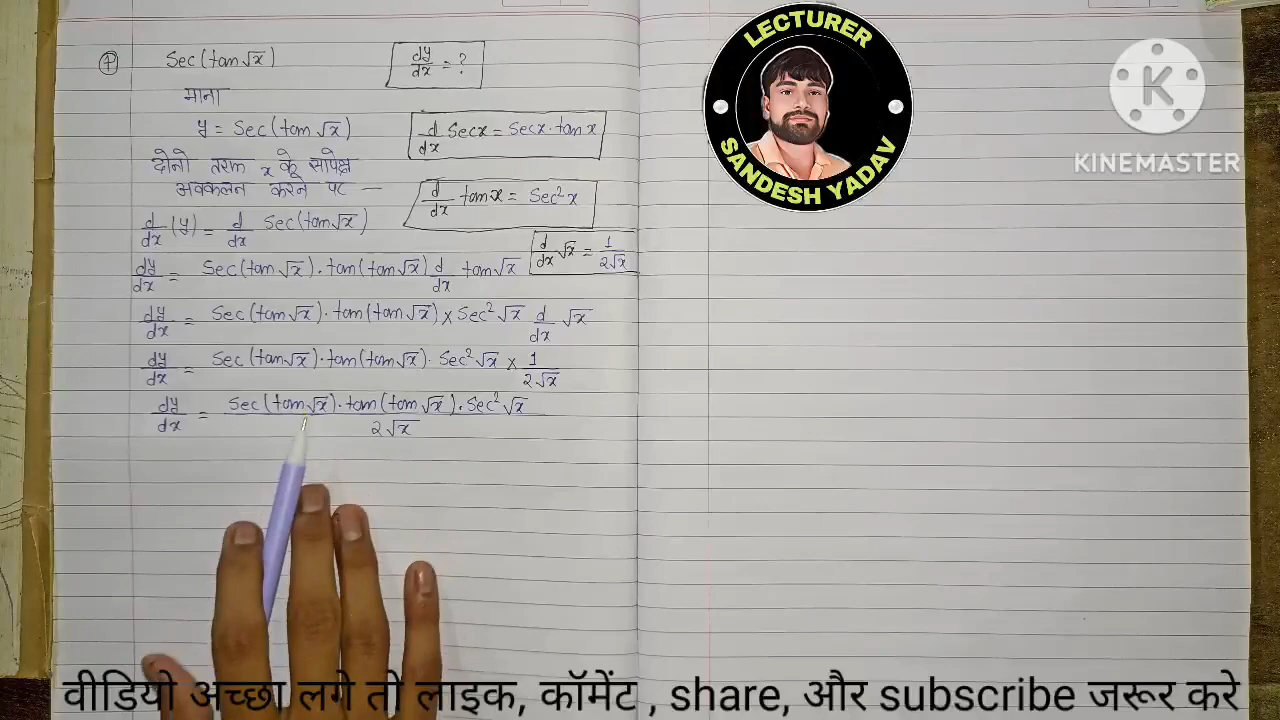 7 Sec(tan√x) dy/dx = ?
माना
y = Sec(tan√x)
d/dx Secx = Secx·tanx
दोनो तरफ x के सापेक्ष
अवकलन करने पर —
d/dx tanx = Sec²x
d/dx (y) = d/dx Sec(tan√x)
d/dx √x = 1/2√x
dy/dx = Sec(tan√x)·tan(tan√x) d/dx tan√x
dy/dx = Sec(tan√x)·tan(tan√x) × Sec²√x d/dx √x
dy/dx = Sec(tan√x)·tan(tan√x)·Sec²√x × 1/2√x
dy/dx = Sec(tan√x)·tan(tan√x)·Sec²√x / 2√x
LECTURER
SANDESH YADAV
K
KINEMASTER
वीडियो अच्छा लगे तो लाइक, कॉमेंट , share, और subscribe जरूर करे